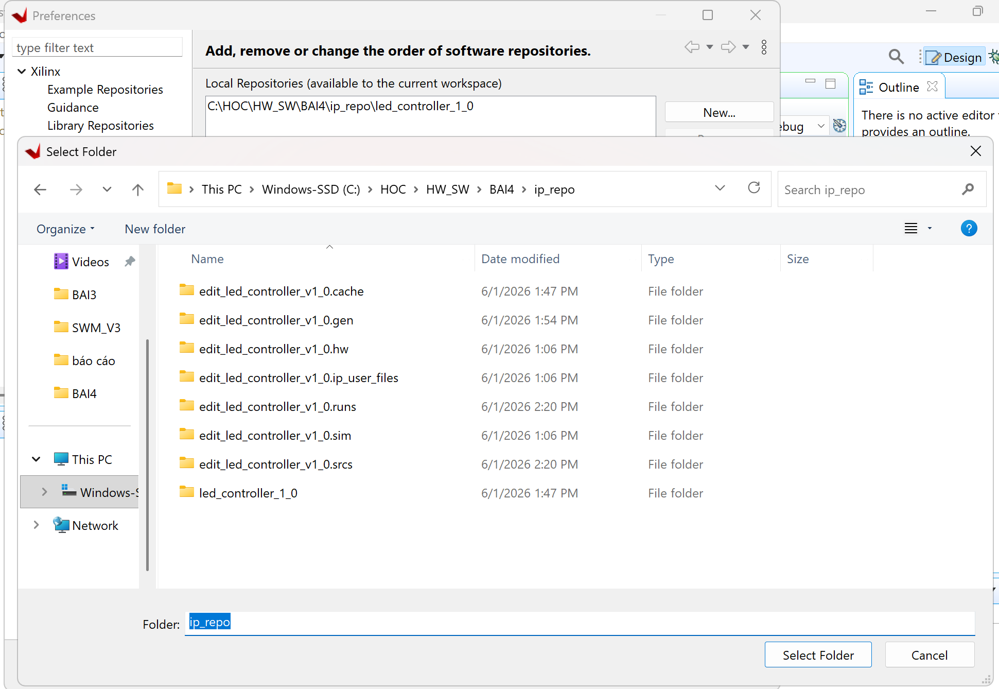 Preferences
type filter text
Xilinx
Example Repositories
Guidance
Library Repositories
Add, remove or change the order of software repositories.
Local Repositories (available to the current workspace)
C:\HOC\HW_SW\BAI4\ip_repo\led_controller_1_0
New...
Design
Outline
There is no active editor
provides an outline.
ebug
Select Folder
This PC
Windows-SSD (C:)
HOC
HW_SW
BAI4
ip_repo
Search ip_repo
Organize
New folder
Videos
BAI3
SWM_V3
báo cáo
BAI4
This PC
Windows-S
Network
Name Date modified Type Size
edit_led_controller_v1_0.cache 6/1/2026 1:47 PM File folder
edit_led_controller_v1_0.gen 6/1/2026 1:54 PM File folder
edit_led_controller_v1_0.hw 6/1/2026 1:06 PM File folder
edit_led_controller_v1_0.ip_user_files 6/1/2026 1:06 PM File folder
edit_led_controller_v1_0.runs 6/1/2026 2:20 PM File folder
edit_led_controller_v1_0.sim 6/1/2026 1:06 PM File folder
edit_led_controller_v1_0.srcs 6/1/2026 2:20 PM File folder
led_controller_1_0 6/1/2026 1:47 PM File folder
Folder: ip_repo
Select Folder
Cancel